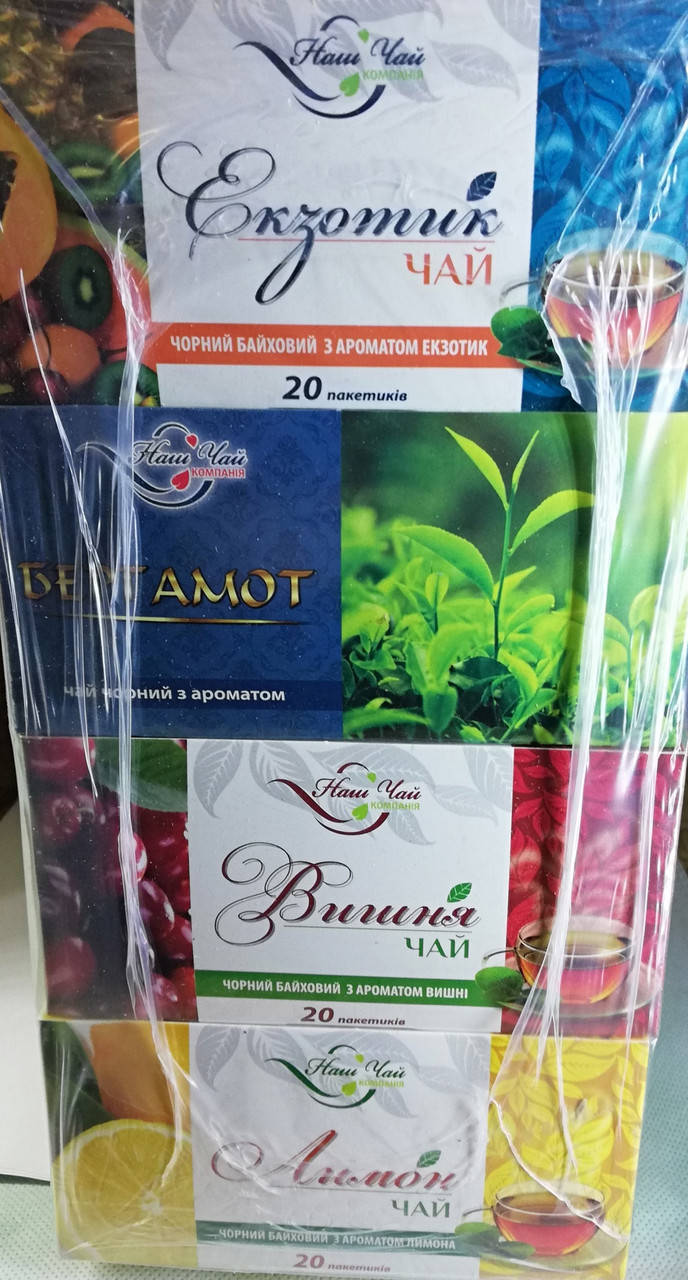 Наш Чай
КОМПАНІЯ
Екзотик
ЧАЙ
ЧОРНИЙ БАЙХОВИЙ З АРОМАТОМ ЕКЗОТИК
20 пакетиків
Наш Чай
КОМПАНІЯ
БЕРГАМОТ
чай чорний з ароматом
Наш Чай
КОМПАНІЯ
Вишня
ЧАЙ
ЧОРНИЙ БАЙХОВИЙ З АРОМАТОМ ВИШНІ
20 пакетиків
Наш Чай
КОМПАНІЯ
Лимон
ЧАЙ
ЧОРНИЙ БАЙХОВИЙ З АРОМАТОМ ЛИМОНА
20 пакетиків